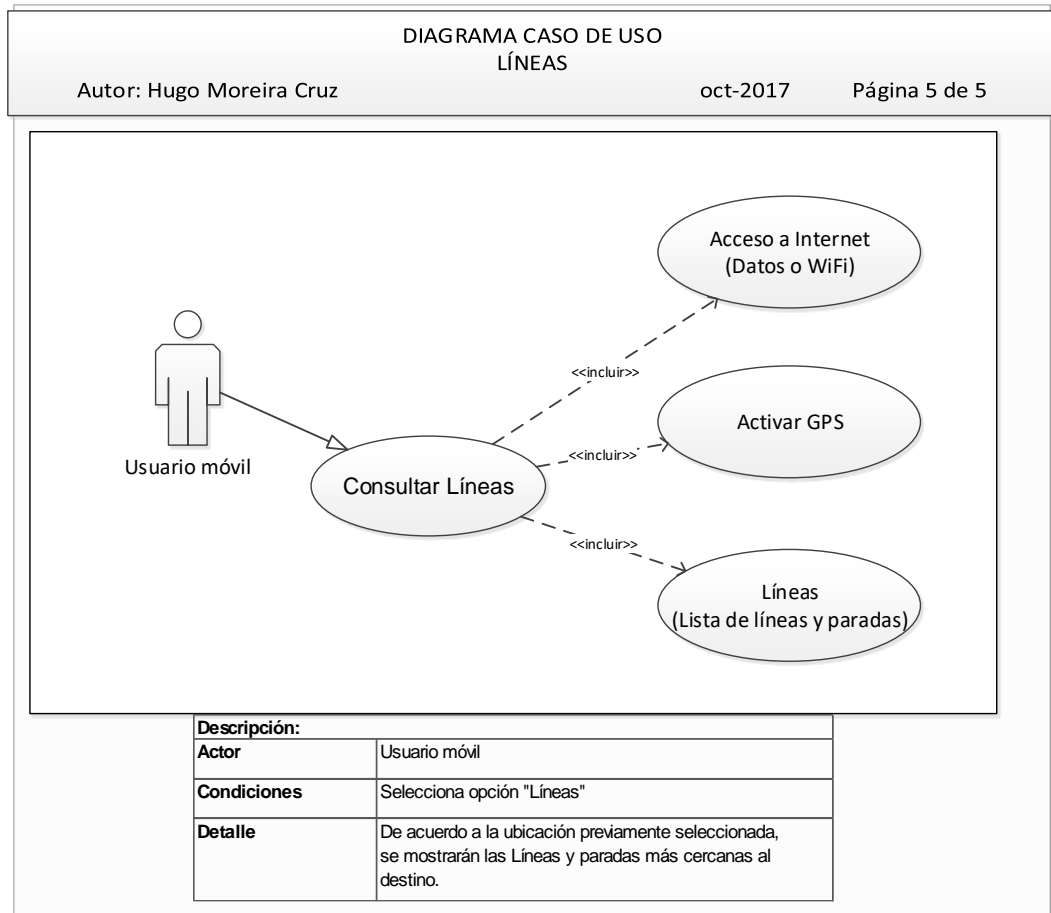 DIAGRAMA CASO DE USO
LÍNEAS
Autor: Hugo Moreira Cruz oct-2017 Página 5 de 5
Acceso a Internet
(Datos o WiFi)
<<incluir>>
Activar GPS
Usuario móvil
<<incluir>>
Consultar Líneas
<<incluir>>
Líneas
(Lista de líneas y paradas)
Descripción:
Actor Usuario móvil
Condiciones Selecciona opción "Líneas"
Detalle De acuerdo a la ubicación previamente seleccionada,
se mostrarán las Líneas y paradas más cercanas al
destino.